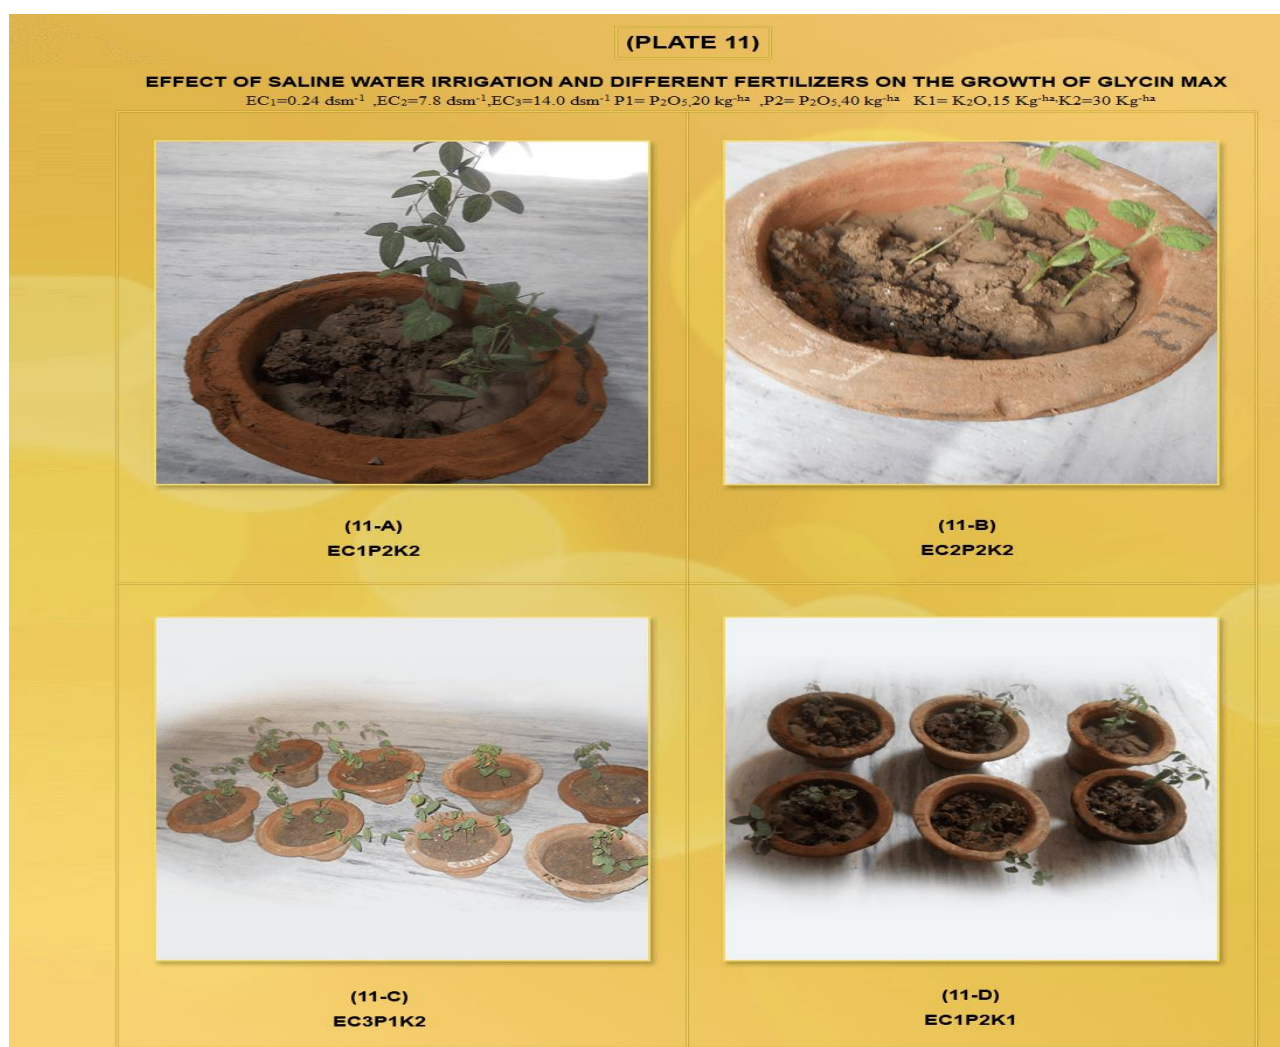 (PLATE 11)
EFFECT OF SALINE WATER IRRIGATION AND DIFFERENT FERTILIZERS ON THE GROWTH OF GLYCIN MAX
EC₁=0.24 dsm⁻¹ ,EC₂=7.8 dsm⁻¹,EC₃=14.0 dsm⁻¹ P1= P₂O₅,20 kg⁻ʰᵃ ,P2= P₂O₅,40 kg⁻ʰᵃ K1= K₂O,15 Kg⁻ʰᵃ,K2=30 Kg⁻ʰᵃ
(11-A)
EC1P2K2
(11-B)
EC2P2K2
(11-C)
EC3P1K2
(11-D)
EC1P2K1